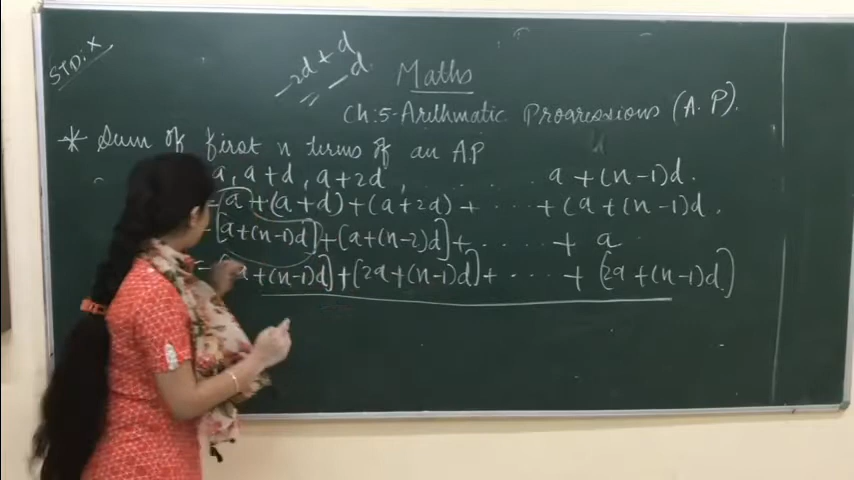 STD: X
2d + d
d
Maths
Ch:5-Arithmatic Progressions (A.P).
* Sum of first n terms of an A.P
a, a+d, a+2d, ....... a+(n-1)d.
= a +(a+d)+(a+2d)+ .....+(a+(n-1)d.
[a+(n-1)d]+[a+(n-2)d]+ .....+ a
= [2a+(n-1)d]+[2a+(n-1)d]+ ....+ [2a+(n-1)d]